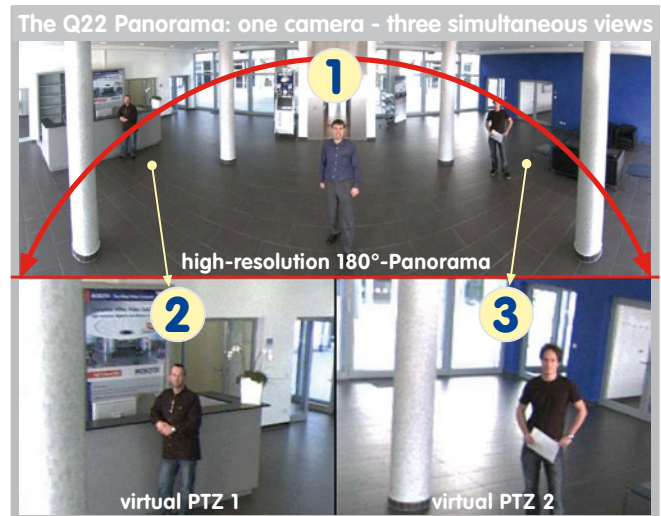 The Q22 Panorama: one camera - three simultaneous views
1
high-resolution 180°-Panorama
2
3
MOBOTIX
virtual PTZ 1
virtual PTZ 2